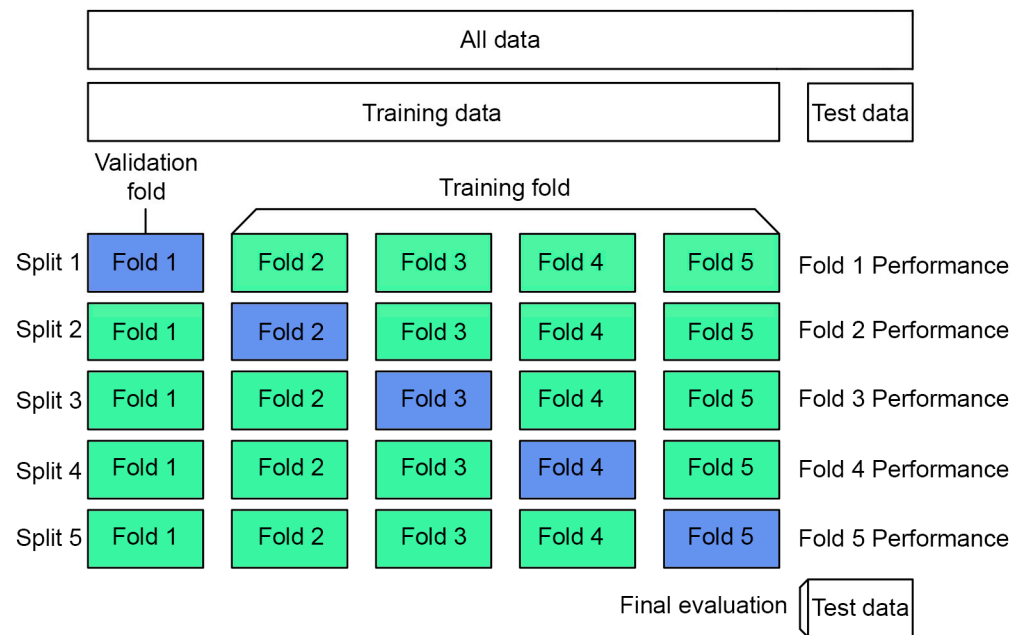 All data
Training data Test data
Validation
fold
Training fold
Split 1 Fold 1 Fold 2 Fold 3 Fold 4 Fold 5 Fold 1 Performance
Split 2 Fold 1 Fold 2 Fold 3 Fold 4 Fold 5 Fold 2 Performance
Split 3 Fold 1 Fold 2 Fold 3 Fold 4 Fold 5 Fold 3 Performance
Split 4 Fold 1 Fold 2 Fold 3 Fold 4 Fold 5 Fold 4 Performance
Split 5 Fold 1 Fold 2 Fold 3 Fold 4 Fold 5 Fold 5 Performance
Final evaluation Test data